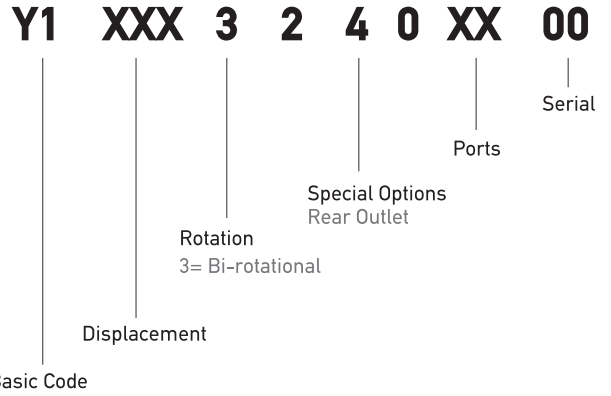 Y1 XXX 3 2 4 0 XX 00
Serial
Ports
Special Options
Rear Outlet
Rotation
3= Bi-rotational
Displacement
asic Code